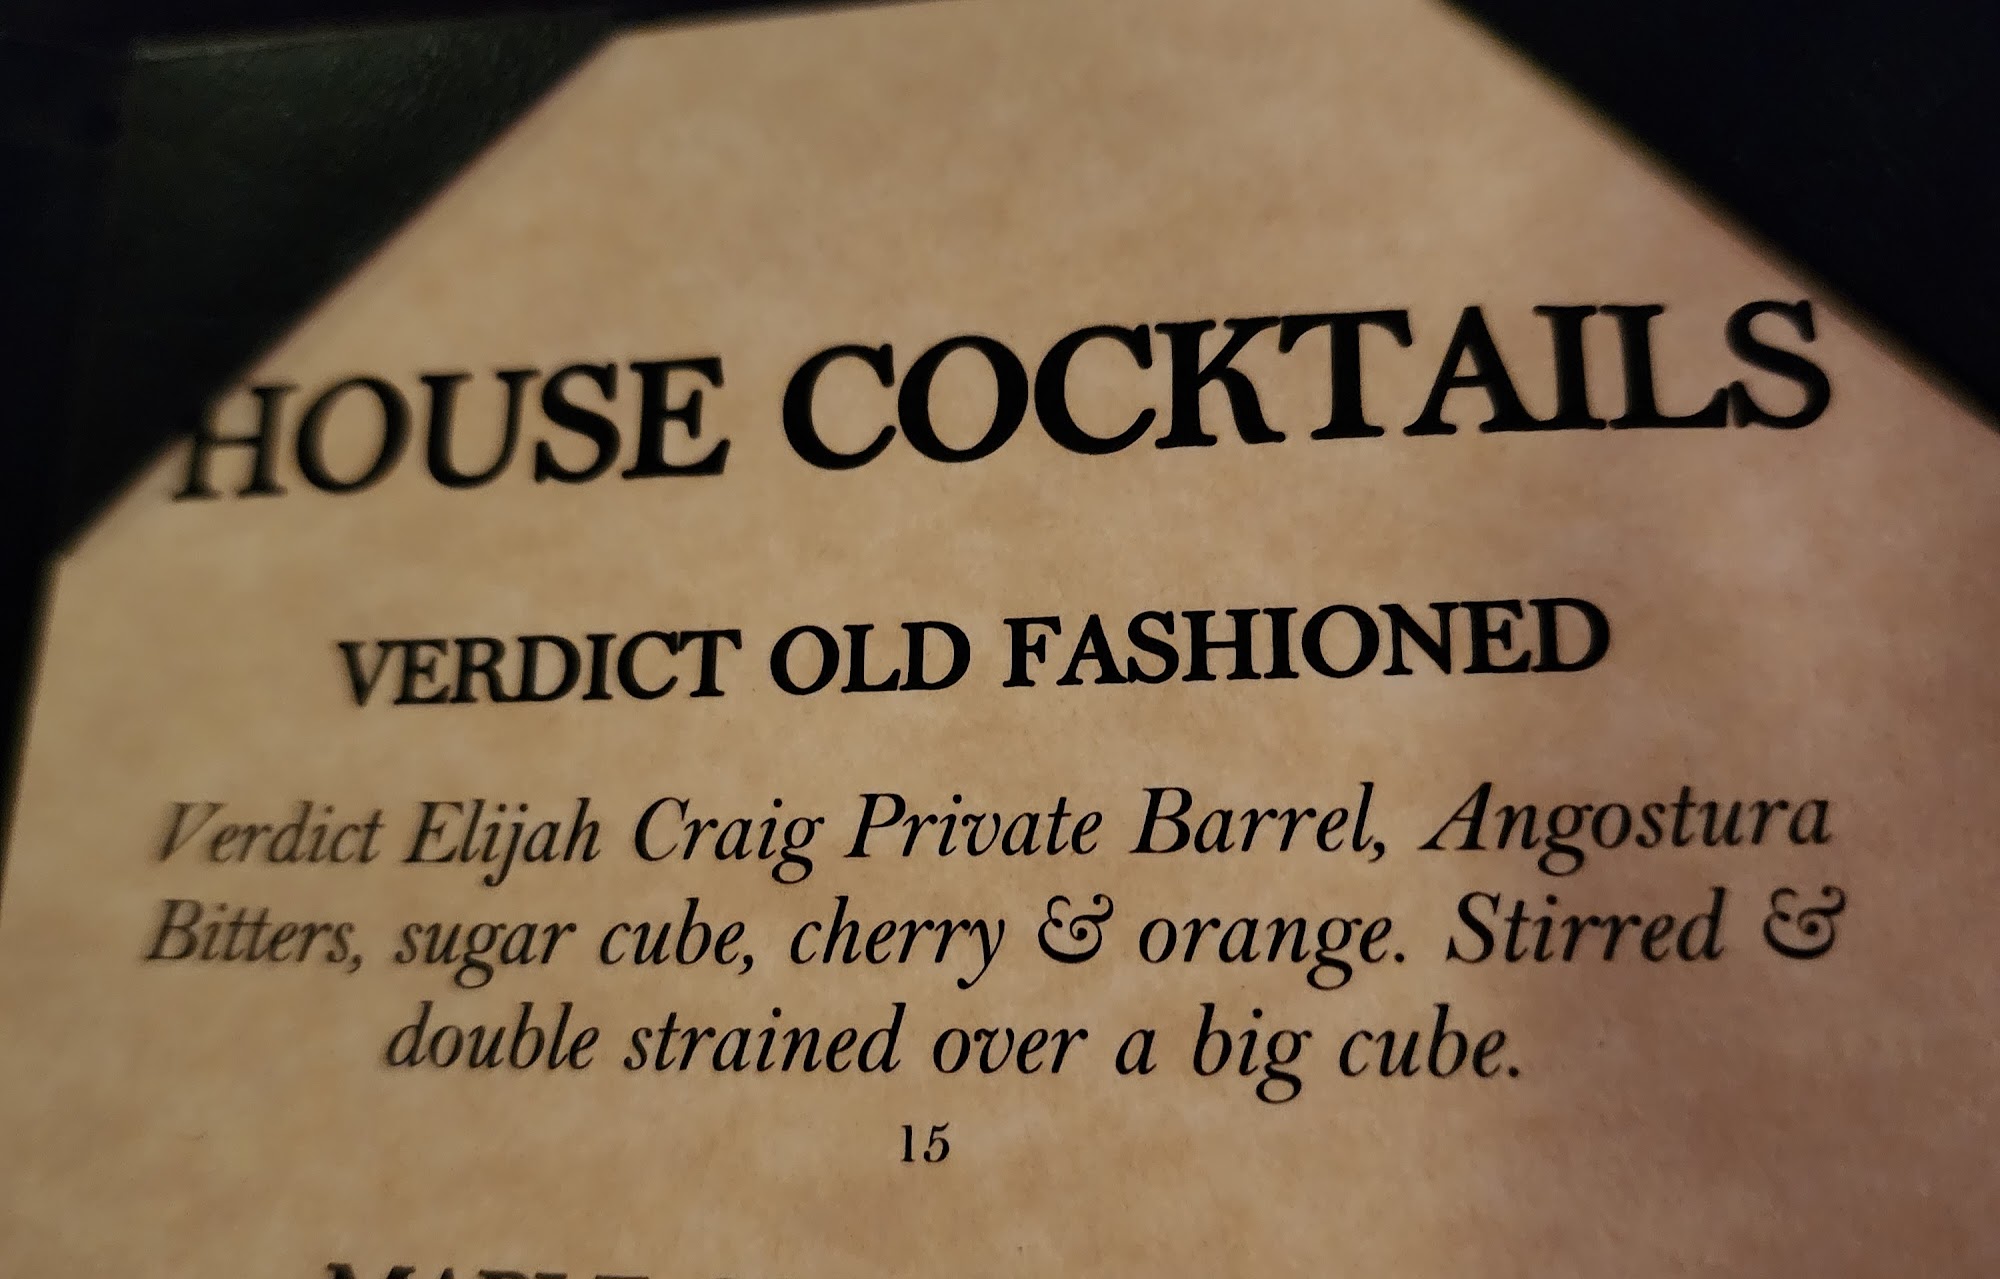 HOUSE COCKTAILS
VERDICT OLD FASHIONED
Verdict Elijah Craig Private Barrel, Angostura
Bitters, sugar cube, cherry & orange. Stirred &
double strained over a big cube.
15